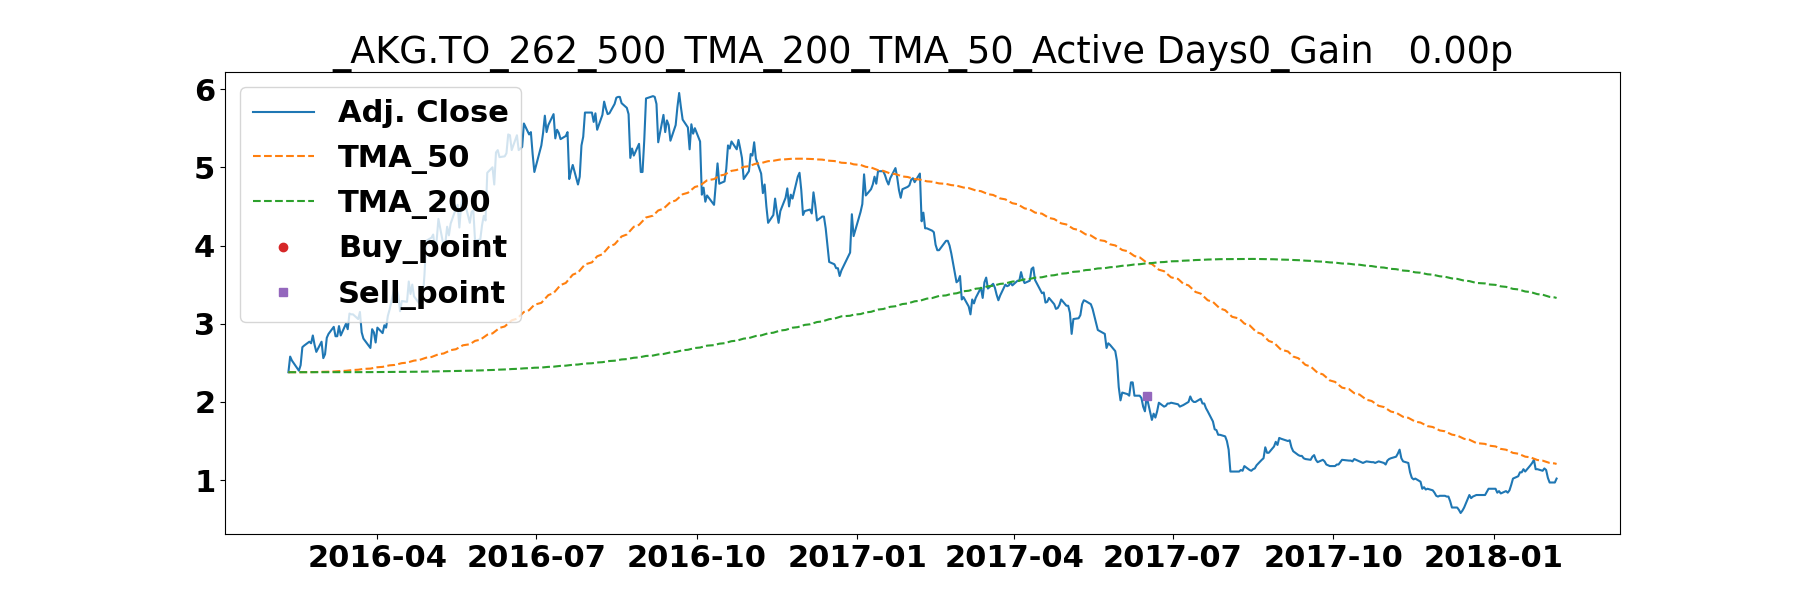 _AKG.TO_262_500_TMA_200_TMA_50_Active Days0_Gain   0.00p
6
5
4
3
2
1
Adj. Close
TMA_50
TMA_200
Buy_point
Sell_point
2016-04 2016-07 2016-10 2017-01 2017-04 2017-07 2017-10 2018-01